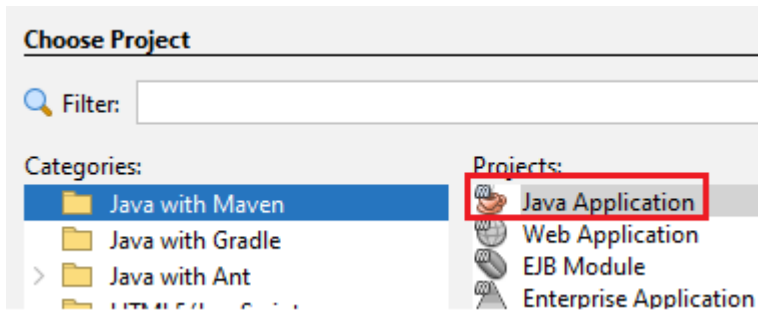 Choose Project
Filter:
Categories:
Projects:
Java with Maven
Java Application
Java with Gradle
Web Application
Java with Ant
EJB Module
Enterprise Application